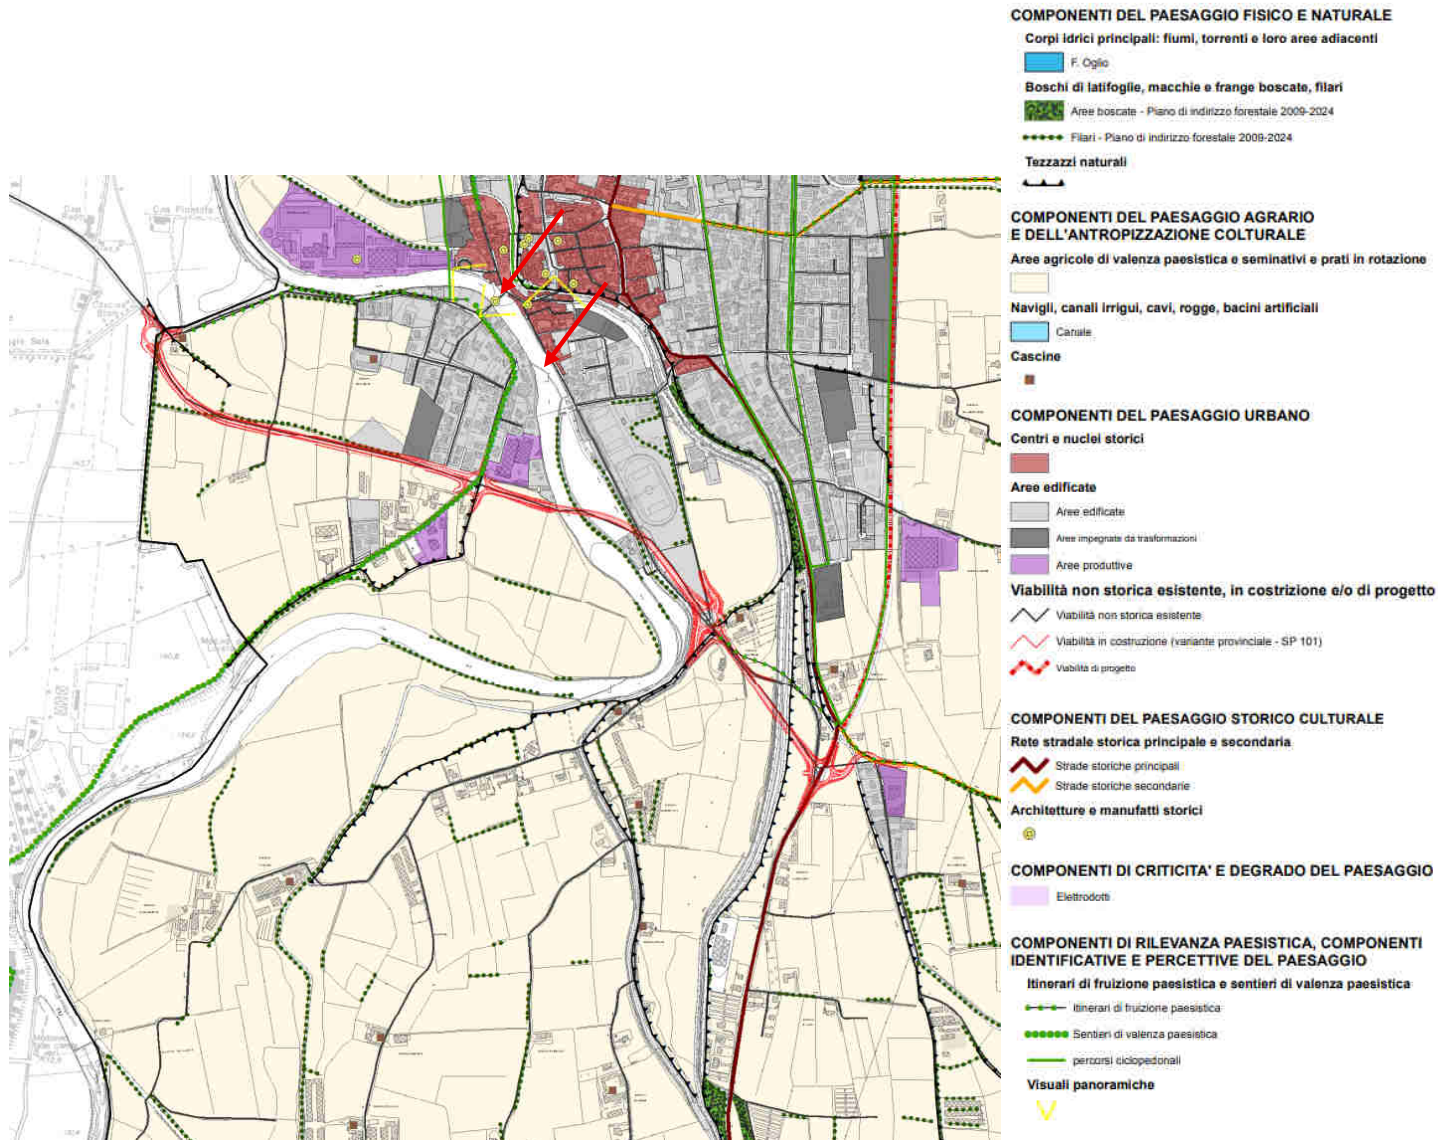 COMPONENTI DEL PAESAGGIO FISICO E NATURALE
Corpi idrici principali: fiumi, torrenti e loro aree adiacenti
F. Oglio
Boschi di latifoglie, macchie e frange boscate, filari
Aree boscate - Piano di indirizzo forestale 2009-2024
Filari - Piano di indirizzo forestale 2009-2024
Tezzazzi naturali
COMPONENTI DEL PAESAGGIO AGRARIO
E DELL'ANTROPIZZAZIONE COLTURALE
Aree agricole di valenza paesistica e seminativi e prati in rotazione
Navigli, canali irrigui, cavi, rogge, bacini artificiali
Canale
Cascine
COMPONENTI DEL PAESAGGIO URBANO
Centri e nuclei storici
Aree edificate
Aree edificate
Aree impegnate da trasformazioni
Aree produttive
Viabilità non storica esistente, in costrizione e/o di progetto
Viabilità non storica esistente
Viabilità in costruzione (variante provinciale - SP 101)
Viabilità di progetto
COMPONENTI DEL PAESAGGIO STORICO CULTURALE
Rete stradale storica principale e secondaria
Strade storiche principali
Strade storiche secondarie
Architetture e manufatti storici
COMPONENTI DI CRITICITA' E DEGRADO DEL PAESAGGIO
Elettrodotti
COMPONENTI DI RILEVANZA PAESISTICA, COMPONENTI
IDENTIFICATIVE E PERCETTIVE DEL PAESAGGIO
Itinerari di fruizione paesistica e sentieri di valenza paesistica
Itinerari di fruizione paesistica
Sentieri di valenza paesistica
percorsi ciclopedonali
Visuali panoramiche